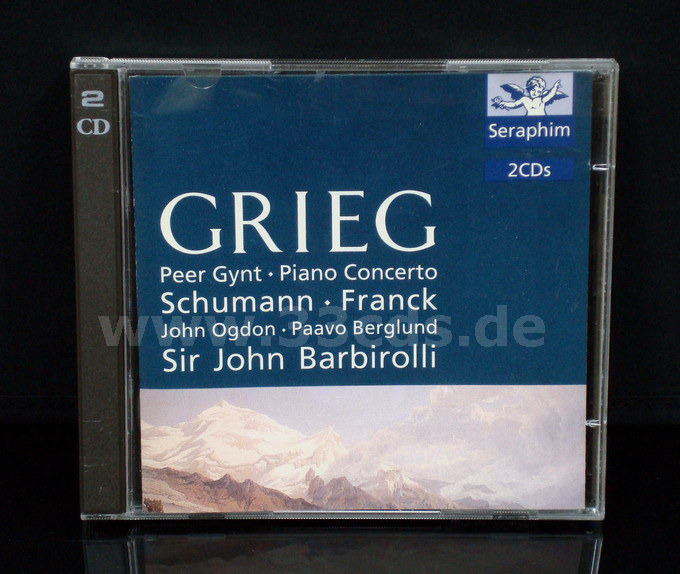 2
CD
Seraphim
2CDs
GRIEG
Peer Gynt · Piano Concerto
Schumann · Franck
www.33cds.de
John Ogdon · Paavo Berglund
Sir John Barbirolli